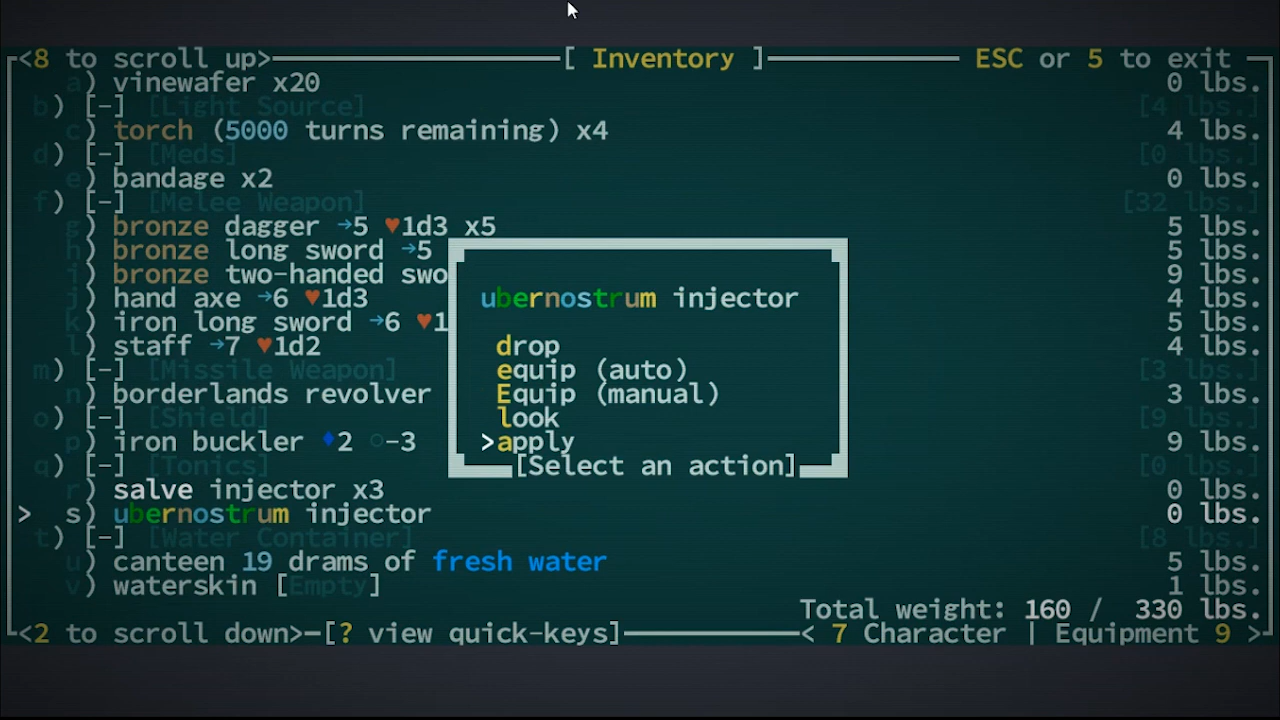 <8 to scroll up> [ Inventory ] ESC or 5 to exit
a) vinewafer x20 0 lbs.
b) [-] [Light Source] [4 lbs.]
c) torch (5000 turns remaining) x4 4 lbs.
d) [-] [Meds] [0 lbs.]
e) bandage x2 0 lbs.
f) [-] [Melee Weapon] [32 lbs.]
g) bronze dagger →5 ♥1d3 x5 5 lbs.
h) bronze long sword →5 5 lbs.
i) bronze two-handed swo 9 lbs.
j) hand axe →6 ♥1d3 4 lbs.
k) iron long sword →6 ♥1 5 lbs.
l) staff →7 ♥1d2 4 lbs.
m) [-] [Missile Weapon] [3 lbs.]
n) borderlands revolver 3 lbs.
o) [-] [Shield] [9 lbs.]
p) iron buckler ♦2 ○-3 9 lbs.
q) [-] [Tonics] [0 lbs.]
r) salve injector x3 0 lbs.
> s) ubernostrum injector 0 lbs.
t) [-] [Water Container] [8 lbs.]
u) canteen 19 drams of fresh water 5 lbs.
v) waterskin [Empty] 1 lbs.
Total weight: 160 / 330 lbs.
<2 to scroll down> [? view quick-keys] < 7 Character | Equipment 9 >
ubernostrum injector
drop
equip (auto)
Equip (manual)
look
>apply
[Select an action]